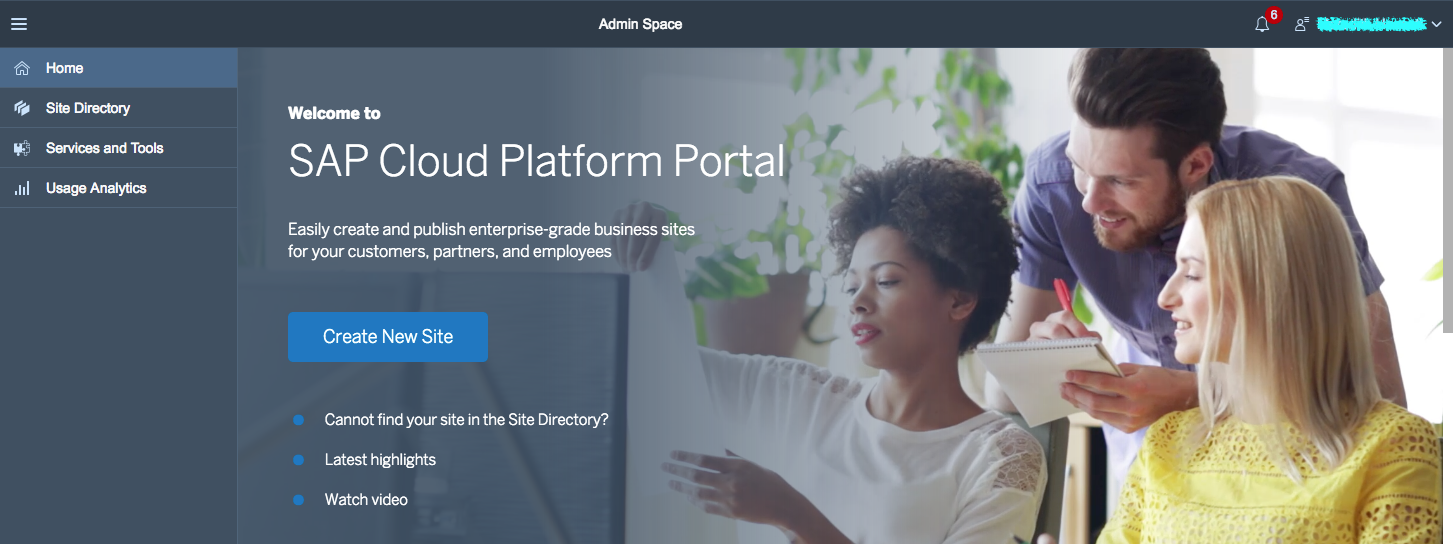 Admin Space
6
Home
Site Directory
Services and Tools
Usage Analytics
Welcome to
SAP Cloud Platform Portal
Easily create and publish enterprise-grade business sites
for your customers, partners, and employees
Create New Site
Cannot find your site in the Site Directory?
Latest highlights
Watch video